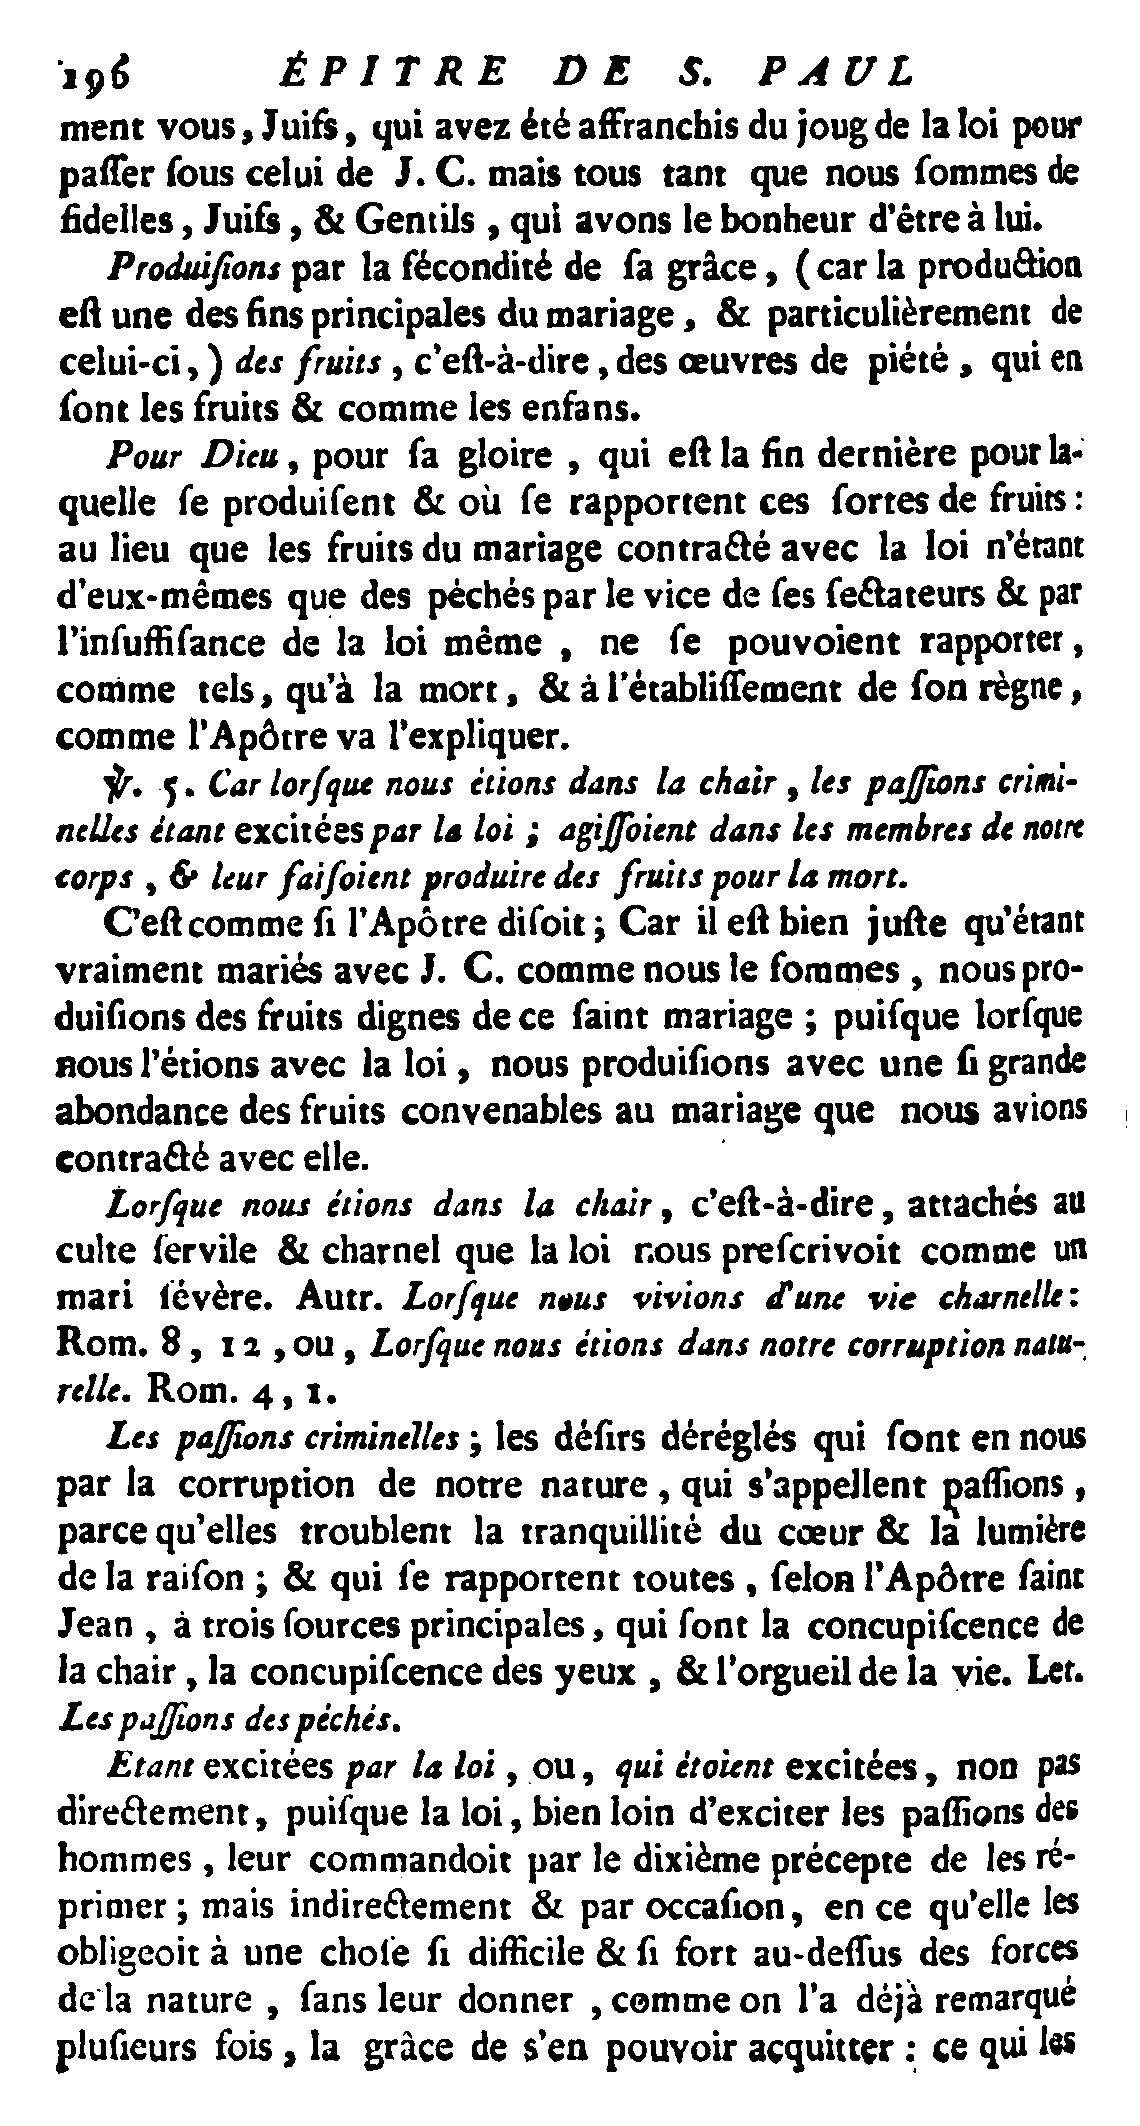 196 ÉPITRE DE S. PAUL
ment vous, Juifs, qui avez été affranchis du joug de la loi pour
paſſer ſous celui de J. C. mais tous tant que nous ſommes de
fidelles, Juifs, & Gentils, qui avons le bonheur d'être à lui.
Produiſions par la fécondité de ſa grâce, (car la production
eſt une des fins principales du mariage, & particulièrement de
celui-ci,) des fruits, c'eſt-à-dire, des œuvres de piété, qui en
ſont les fruits & comme les enfans.
Pour Dieu, pour ſa gloire, qui eſt la fin dernière pour la-
quelle ſe produiſent & où ſe rapportent ces ſortes de fruits :
au lieu que les fruits du mariage contracté avec la loi n'étant
d'eux-mêmes que des péchés par le vice de ſes ſectateurs & par
l'inſuffiſance de la loi même, ne ſe pouvoient rapporter,
comme tels, qu'à la mort, & à l'établiſſement de ſon règne,
comme l'Apôtre va l'expliquer.
℣. 5. Car lorſque nous étions dans la chair, les paſſions crimi-
nelles étant excitées par la loi ; agiſſoient dans les membres de notre
corps, & leur faiſoient produire des fruits pour la mort.
C'eſt comme ſi l'Apôtre diſoit ; Car il eſt bien juſte qu'étant
vraiment mariés avec J. C. comme nous le ſommes, nous pro-
duiſions des fruits dignes de ce ſaint mariage ; puiſque lorſque
nous l'étions avec la loi, nous produiſions avec une ſi grande
abondance des fruits convenables au mariage que nous avions
contracté avec elle.
Lorſque nous étions dans la chair, c'eſt-à-dire, attachés au
culte ſervile & charnel que la loi nous preſcrivoit comme un
mari ſévère. Autr. Lorſque nous vivions d'une vie charnelle :
Rom. 8, 12, ou, Lorſque nous étions dans notre corruption natu-
relle. Rom. 4, 1.
Les paſſions criminelles ; les déſirs déréglés qui ſont en nous
par la corruption de notre nature, qui s'appellent paſſions,
parce qu'elles troublent la tranquillité du cœur & la lumière
de la raiſon ; & qui ſe rapportent toutes, ſelon l'Apôtre ſaint
Jean, à trois ſources principales, qui ſont la concupiſcence de
la chair, la concupiſcence des yeux, & l'orgueil de la vie. Let.
Les paſſions des péchés.
Etant excitées par la loi, ou, qui étoient excitées, non pas
directement, puiſque la loi, bien loin d'exciter les paſſions des
hommes, leur commandoit par le dixième précepte de les ré-
primer ; mais indirectement & par occaſion, en ce qu'elle les
obligeoit à une choſe ſi difficile & ſi fort au-deſſus des forces
de la nature, ſans leur donner, comme on l'a déjà remarqué
pluſieurs fois, la grâce de s'en pouvoir acquitter : ce qui les